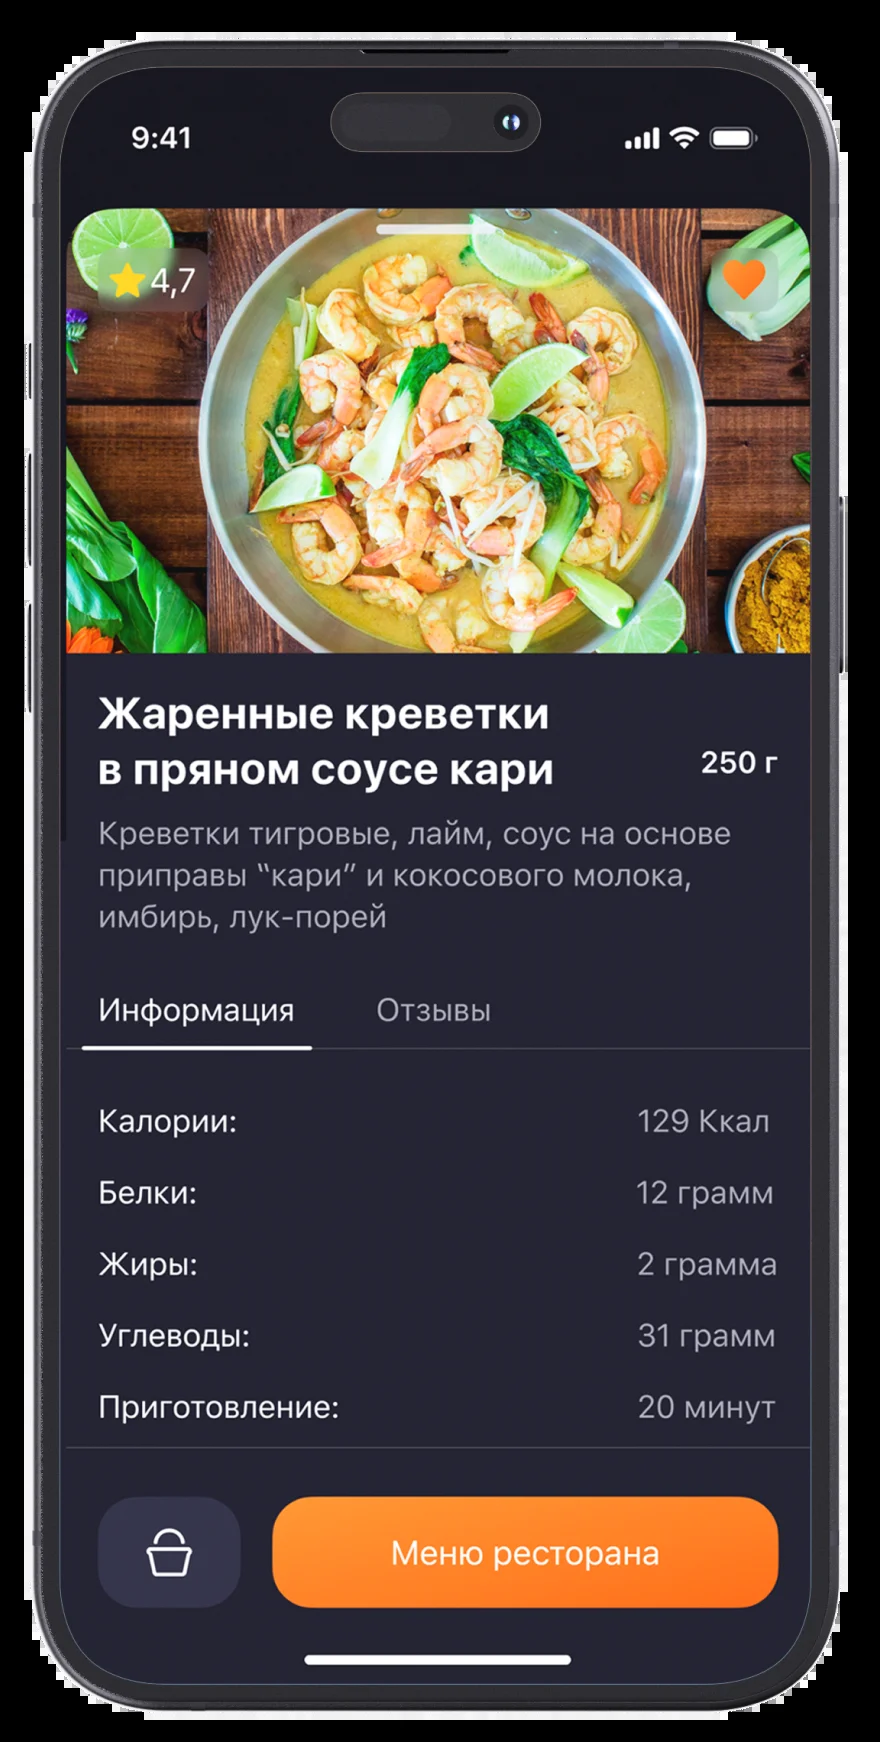 9:41
4,7
Жаренные креветки
в пряном соусе кари
250 г
Креветки тигровые, лайм, соус на основе
приправы “кари” и кокосового молока,
имбирь, лук-порей
Информация Отзывы
Калории: 129 Ккал
Белки: 12 грамм
Жиры: 2 грамма
Углеводы: 31 грамм
Приготовление: 20 минут
Меню ресторана